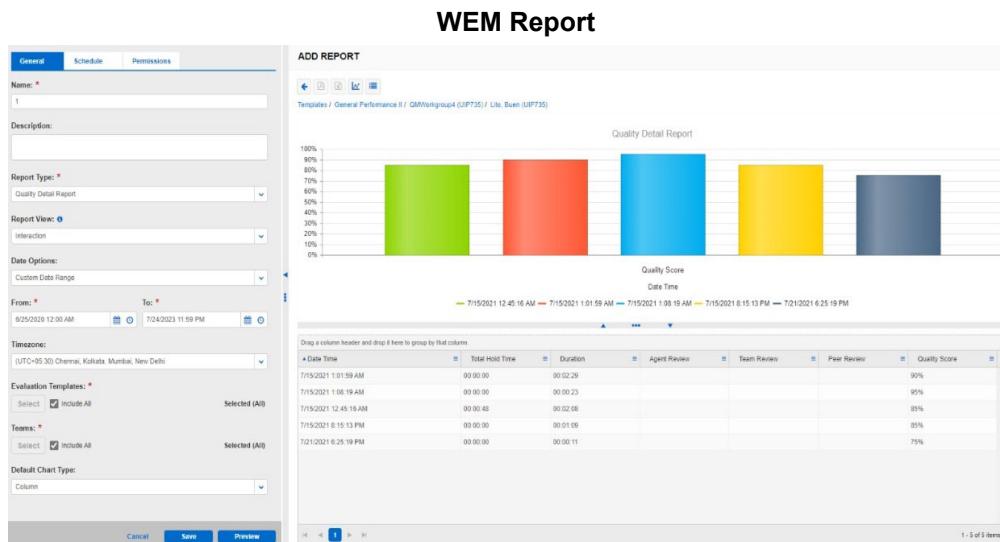 WEM Report
General Schedule Permissions
Name: *
1
Description:
Report Type: *
Quality Detail Report
Report View:
Interaction
Date Options:
Custom Date Range
From: * To: *
6/25/2020 12:00 AM 7/24/2023 11:59 PM
Timezone:
(UTC+05:30) Chennai, Kolkata, Mumbai, New Delhi
Evaluation Templates: *
Select Include All Selected (All)
Teams: *
Select Include All Selected (All)
Default Chart Type:
Column
Cancel Save Preview
ADD REPORT
Templates / General Performance II / QMWorkgroup4 (UIP735) / Lito, Buen (UIP735)
Quality Detail Report
100%
90%
80%
70%
60%
50%
40%
30%
20%
10%
0%
Quality Score
Date Time
7/15/2021 12:45:16 AM 7/15/2021 1:01:59 AM 7/15/2021 1:08:19 AM 7/15/2021 8:15:13 PM 7/21/2021 6:25:19 PM
Drag a column header and drop it here to group by that column
Date Time Total Hold Time Duration Agent Review Team Review Peer Review Quality Score
7/15/2021 1:01:59 AM 00:00:00 00:02:29 90%
7/15/2021 1:08:19 AM 00:00:00 00:00:23 95%
7/15/2021 12:45:16 AM 00:00:48 00:02:08 85%
7/15/2021 8:15:13 PM 00:00:00 00:01:09 85%
7/21/2021 6:25:19 PM 00:00:00 00:00:11 75%
1
1 - 5 of 5 items